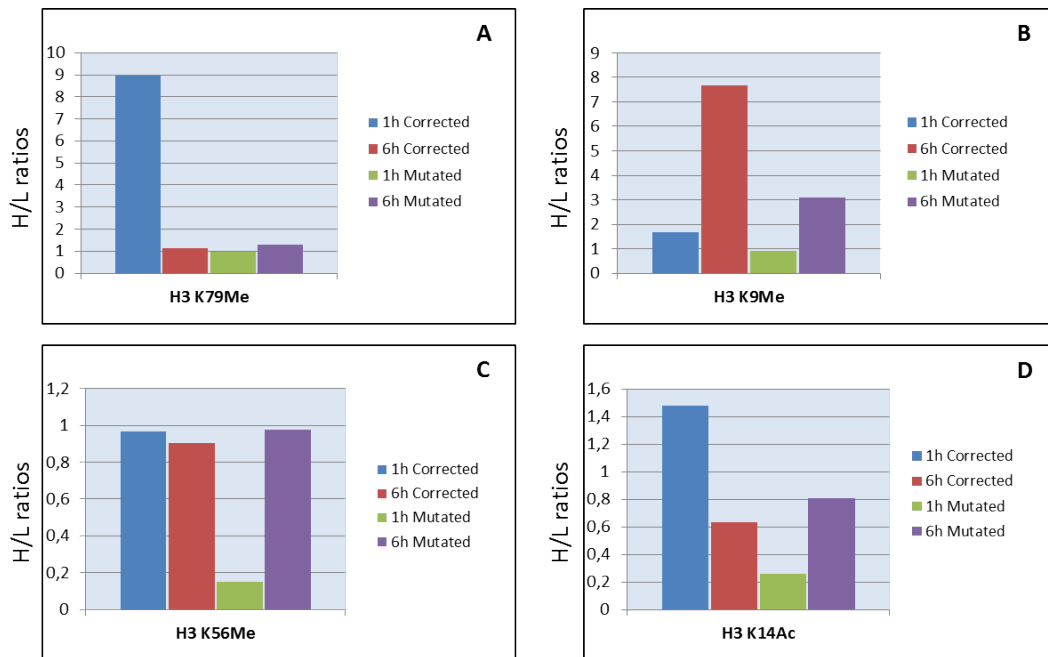 A
10
9
8
7
6
5
4
3
2
1
0
H/L ratios
H3 K79Me
1h Corrected
6h Corrected
1h Mutated
6h Mutated
B
9
8
7
6
5
4
3
2
1
0
H/L ratios
H3 K9Me
1h Corrected
6h Corrected
1h Mutated
6h Mutated
C
1,2
1
0,8
0,6
0,4
0,2
0
H/L ratios
H3 K56Me
1h Corrected
6h Corrected
1h Mutated
6h Mutated
D
1,6
1,4
1,2
1
0,8
0,6
0,4
0,2
0
H/L ratios
H3 K14Ac
1h Corrected
6h Corrected
1h Mutated
6h Mutated